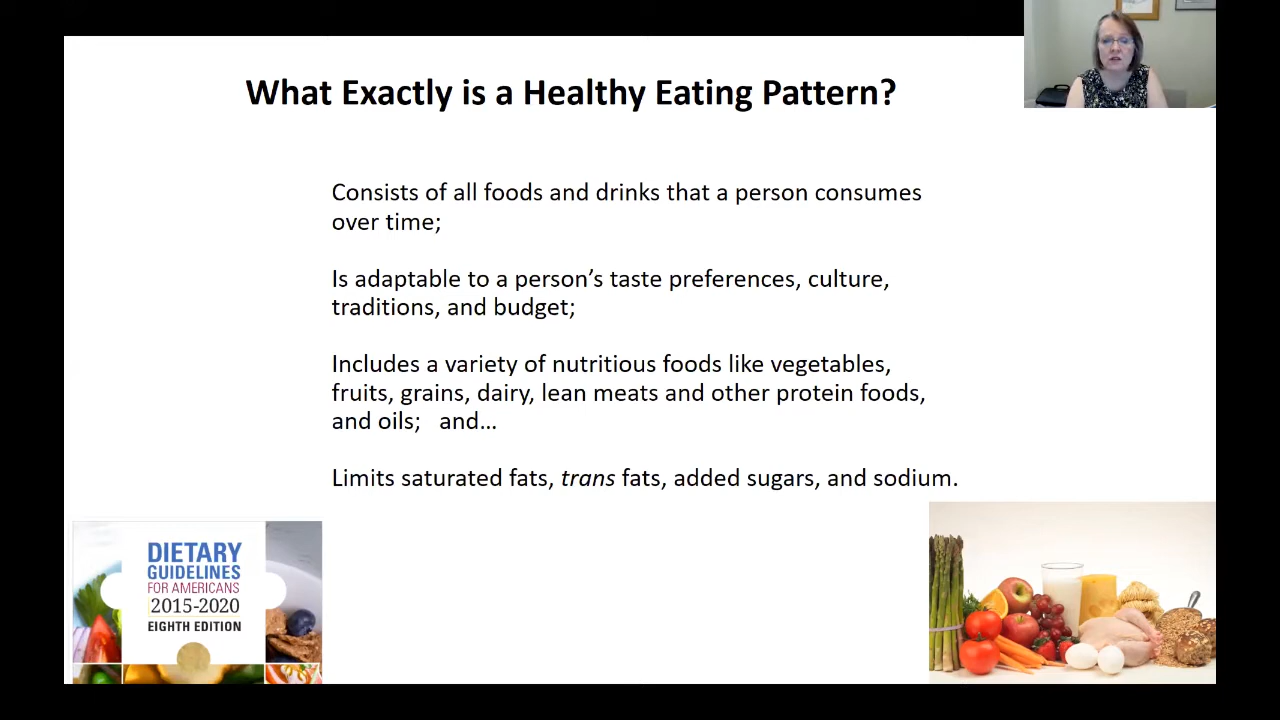 What Exactly is a Healthy Eating Pattern?
Consists of all foods and drinks that a person consumes
over time;
Is adaptable to a person’s taste preferences, culture,
traditions, and budget;
Includes a variety of nutritious foods like vegetables,
fruits, grains, dairy, lean meats and other protein foods,
and oils;   and…
Limits saturated fats, trans fats, added sugars, and sodium.
DIETARY
GUIDELINES
FOR AMERICANS
2015-2020
EIGHTH EDITION